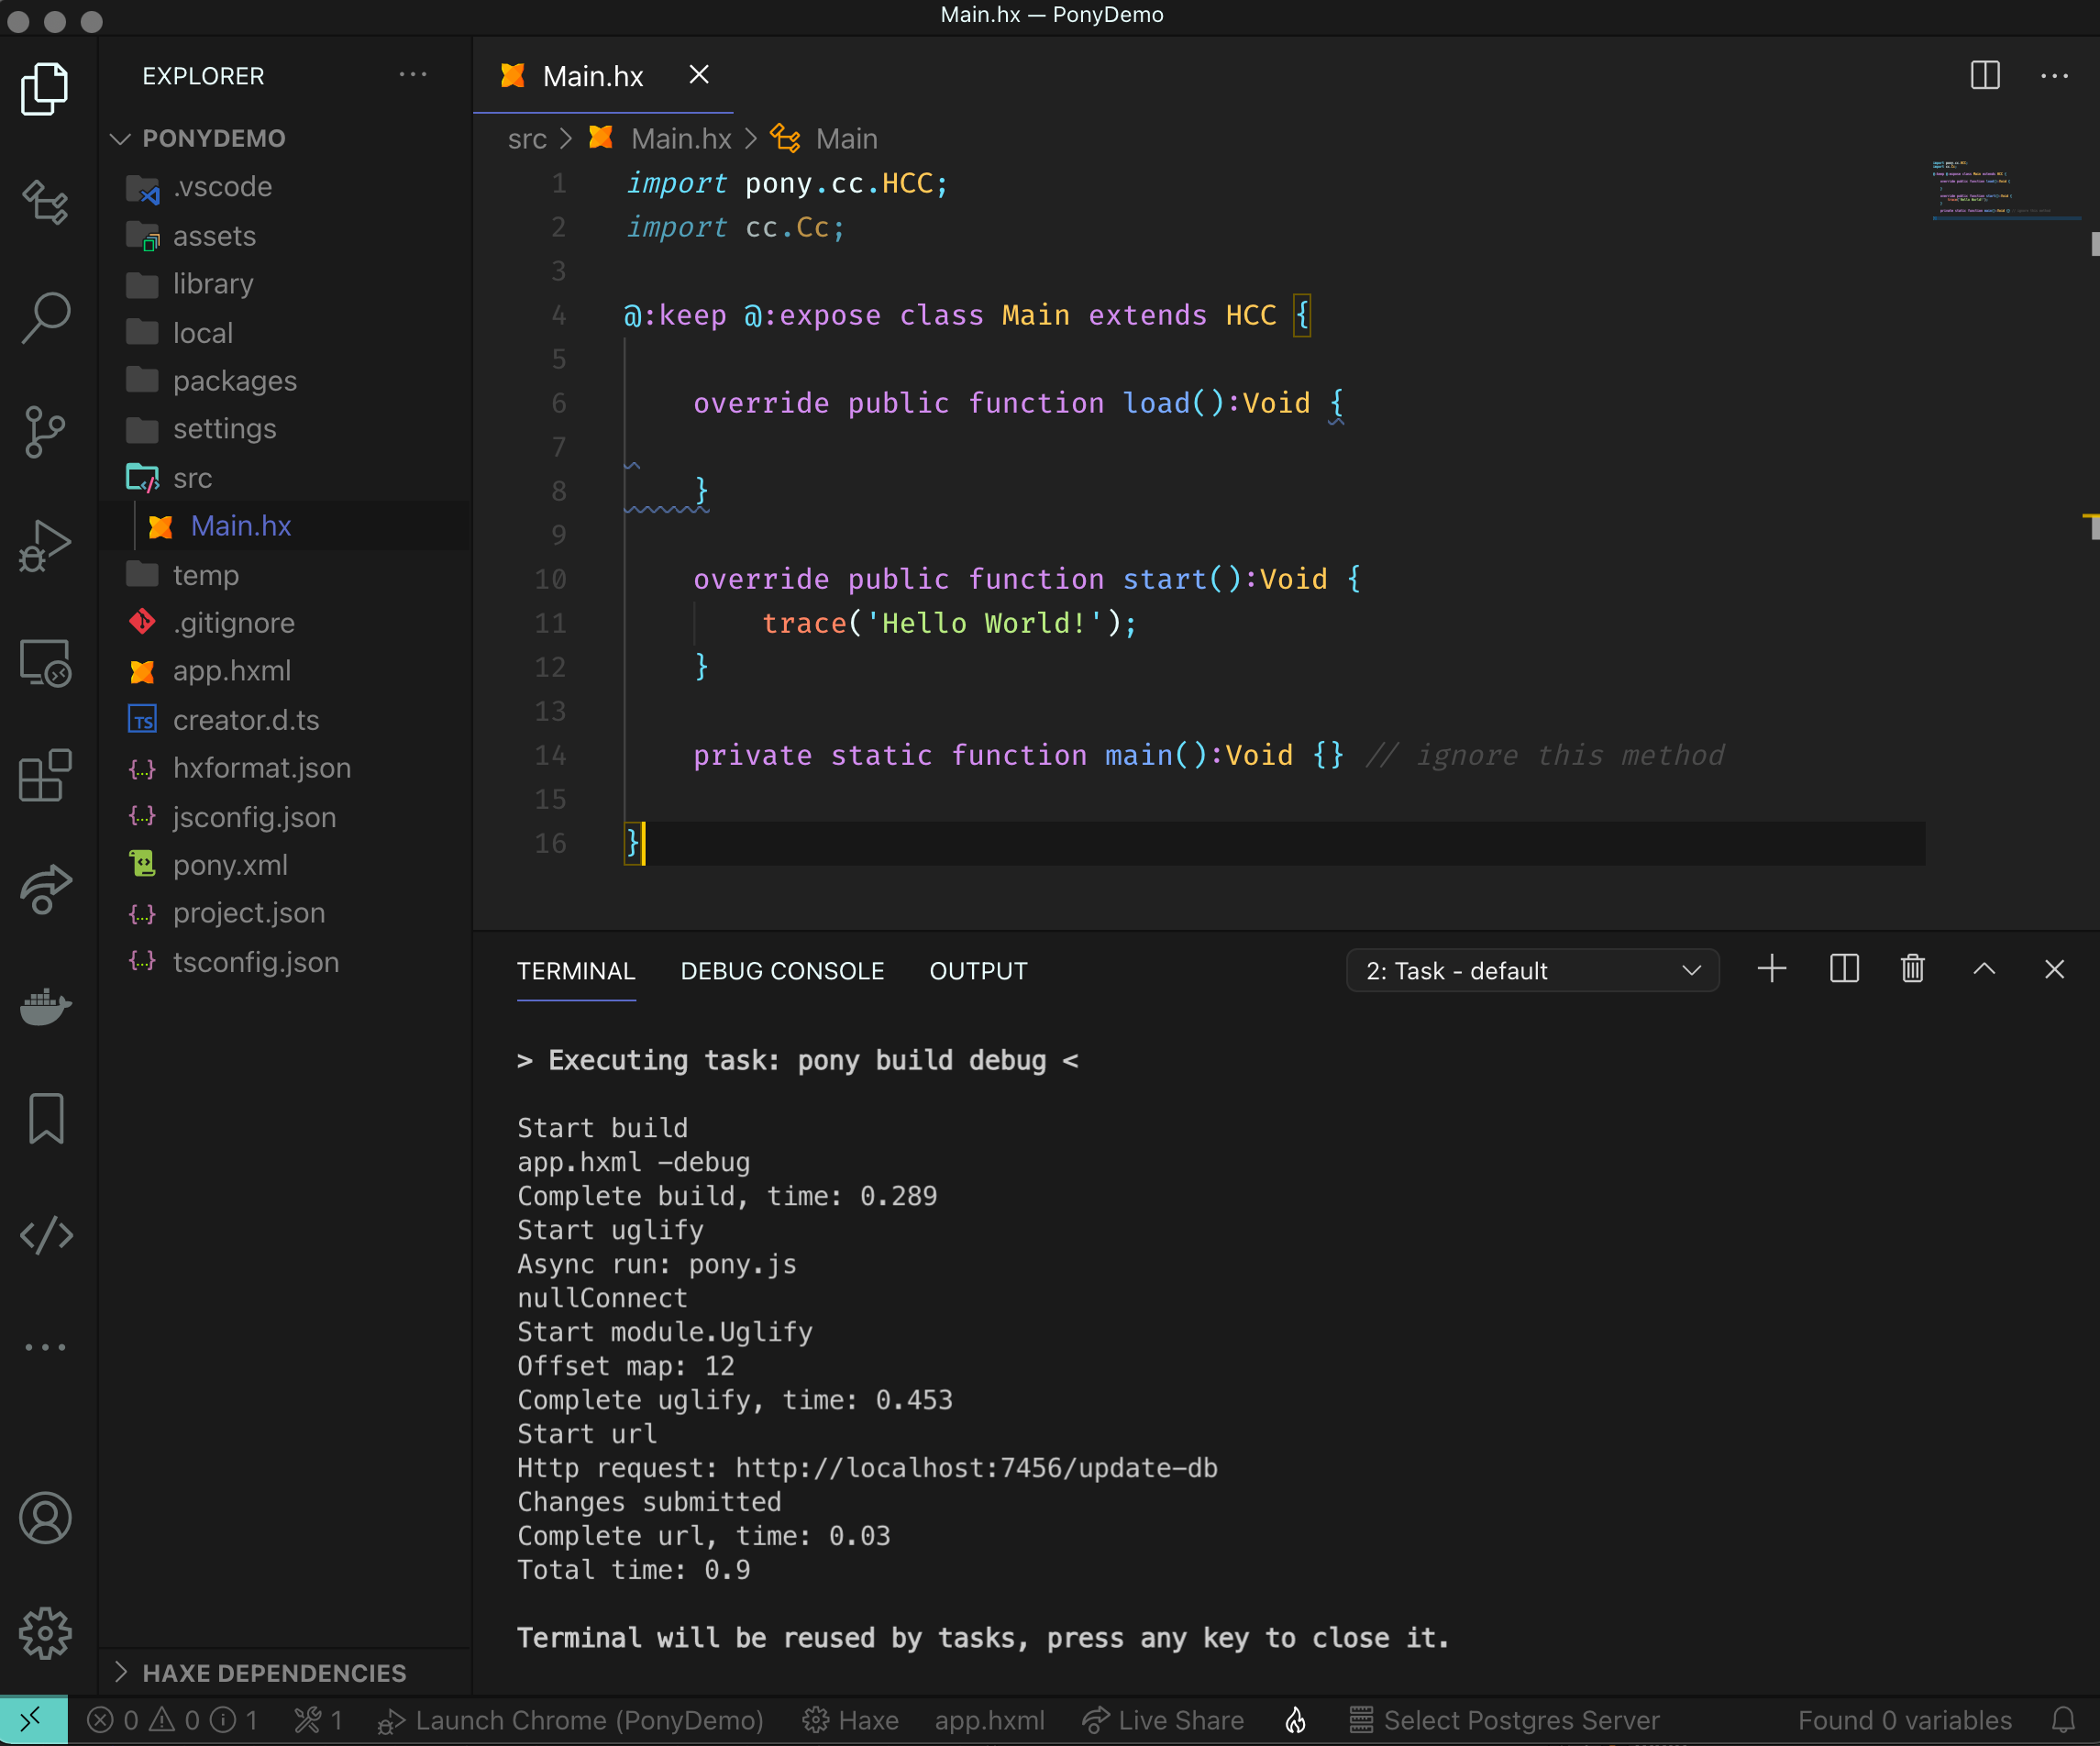 Main.hx — PonyDemo
EXPLORER
PONYDEMO
.vscode
assets
library
local
packages
settings
src
Main.hx
temp
.gitignore
app.hxml
TS creator.d.ts
{..} hxformat.json
{..} jsconfig.json
pony.xml
{..} project.json
{..} tsconfig.json
HAXE DEPENDENCIES
Main.hx
src > Main.hx > Main
1 import pony.cc.HCC;
2 import cc.Cc;
3
4 @:keep @:expose class Main extends HCC {
5
6 override public function load():Void {
7
8 }
9
10 override public function start():Void {
11 trace('Hello World!');
12 }
13
14 private static function main():Void {} // ignore this method
15
16 }
TERMINAL DEBUG CONSOLE OUTPUT 2: Task - default
> Executing task: pony build debug <
Start build
app.hxml -debug
Complete build, time: 0.289
Start uglify
Async run: pony.js
nullConnect
Start module.Uglify
Offset map: 12
Complete uglify, time: 0.453
Start url
Http request: http://localhost:7456/update-db
Changes submitted
Complete url, time: 0.03
Total time: 0.9
Terminal will be reused by tasks, press any key to close it.
0 0 1 1 Launch Chrome (PonyDemo) Haxe app.hxml Live Share Select Postgres Server Found 0 variables